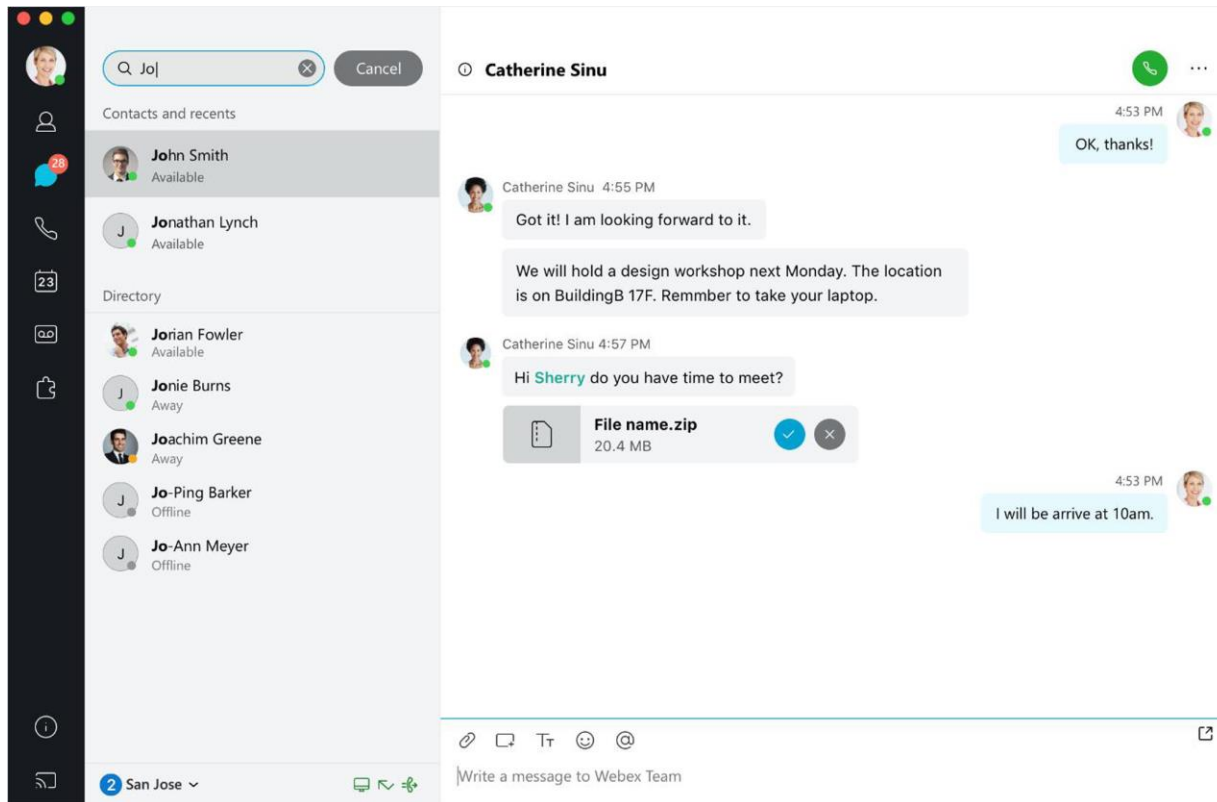 Jo
Cancel
Contacts and recents
John Smith
Available
J
Jonathan Lynch
Available
Directory
Jorian Fowler
Available
J
Jonie Burns
Away
Joachim Greene
Away
J
Jo-Ping Barker
Offline
J
Jo-Ann Meyer
Offline
28
23
2 San Jose
Catherine Sinu
4:53 PM
OK, thanks!
Catherine Sinu 4:55 PM
Got it! I am looking forward to it.
We will hold a design workshop next Monday. The location
is on BuildingB 17F. Remmber to take your laptop.
Catherine Sinu 4:57 PM
Hi Sherry do you have time to meet?
File name.zip
20.4 MB
4:53 PM
I will be arrive at 10am.
Tт
@
Write a message to Webex Team